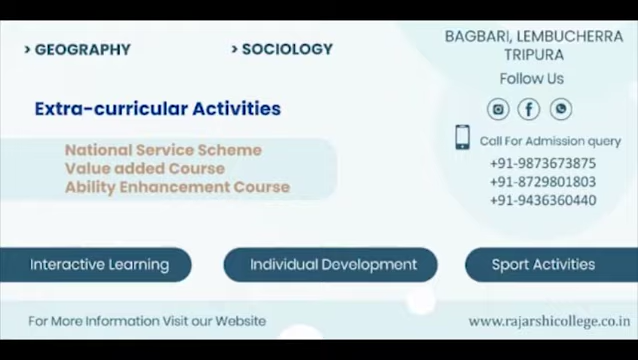 > GEOGRAPHY
> SOCIOLOGY
Extra-curricular Activities
National Service Scheme
Value added Course
Ability Enhancement Course
BAGBARI, LEMBUCHERRA
TRIPURA
Follow Us
Call For Admission query
+91-9873673875
+91-8729801803
+91-9436360440
Interactive Learning
Individual Development
Sport Activities
For More Information Visit our Website
www.rajarshicollege.co.in